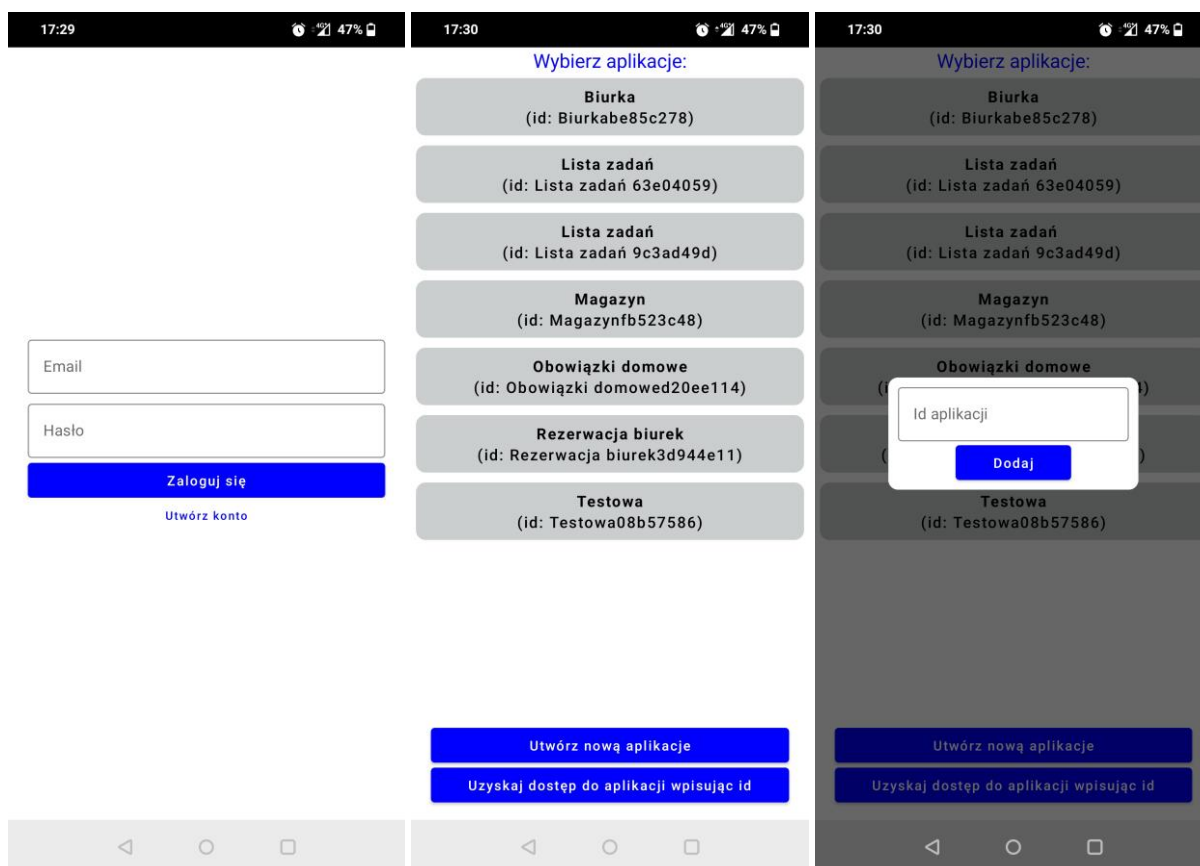 17:29
47%
Email
Hasło
Zaloguj się
Utwórz konto
17:30
47%
Wybierz aplikacje:
Biurka
(id: Biurkabe85c278)
Lista zadań
(id: Lista zadań 63e04059)
Lista zadań
(id: Lista zadań 9c3ad49d)
Magazyn
(id: Magazynfb523c48)
Obowiązki domowe
(id: Obowiązki domowed20ee114)
Rezerwacja biurek
(id: Rezerwacja biurek3d944e11)
Testowa
(id: Testowa08b57586)
Utwórz nową aplikacje
Uzyskaj dostęp do aplikacji wpisując id
17:30
47%
Wybierz aplikacje:
Biurka
(id: Biurkabe85c278)
Lista zadań
(id: Lista zadań 63e04059)
Lista zadań
(id: Lista zadań 9c3ad49d)
Magazyn
(id: Magazynfb523c48)
Obowiązki domowe
Id aplikacji
Dodaj
Testowa
(id: Testowa08b57586)
Utwórz nową aplikacje
Uzyskaj dostęp do aplikacji wpisując id